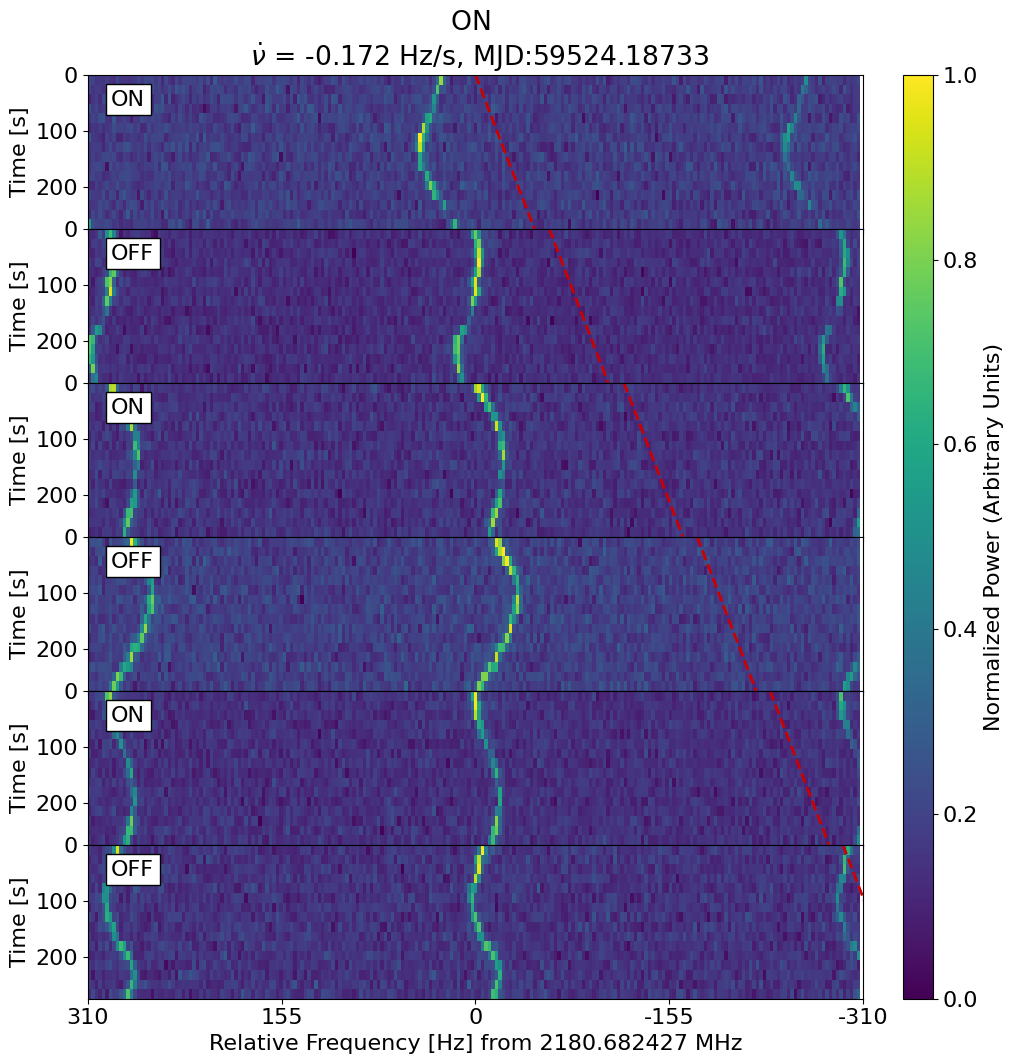 ON
ν̇ = -0.172 Hz/s, MJD:59524.18733
0
ON
Time [s]
100
200
0
OFF
Time [s]
100
200
0
ON
Time [s]
100
200
0
OFF
Time [s]
100
200
0
ON
Time [s]
100
200
0
OFF
Time [s]
100
200
310 155 0 -155 -310
Relative Frequency [Hz] from 2180.682427 MHz
1.0
0.8
0.6
0.4
0.2
0.0
Normalized Power (Arbitrary Units)